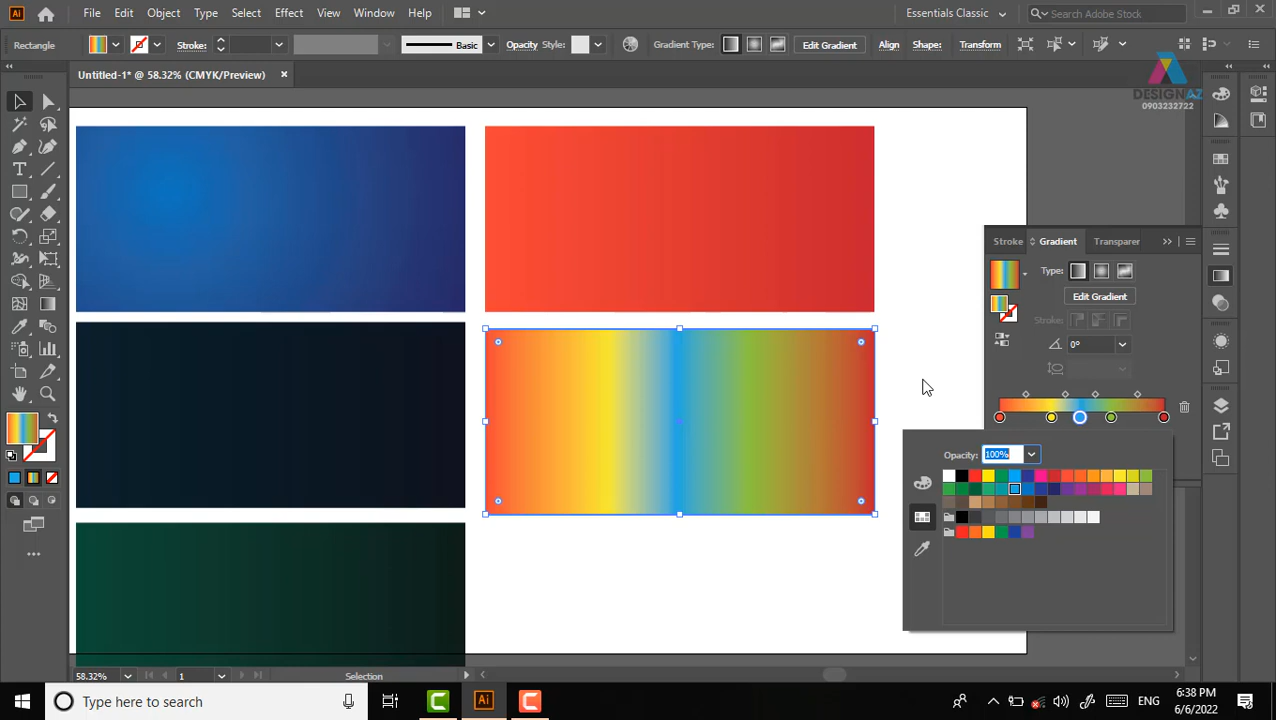 Ai File Edit Object Type Select Effect View Window Help Essentials Classic Search Adobe Stock
Rectangle Stroke: Basic Opacity Style: Gradient Type: Edit Gradient Align Shape: Transform
Untitled-1* @ 58.32% (CMYK/Preview)
DESIGNAZ
0903232722
Stroke Gradient Transparer
Type:
Edit Gradient
Stroke:
0°
Opacity: 100%
58.32% 1 Selection
Type here to search Ai ENG 6:38 PM
6/6/2022